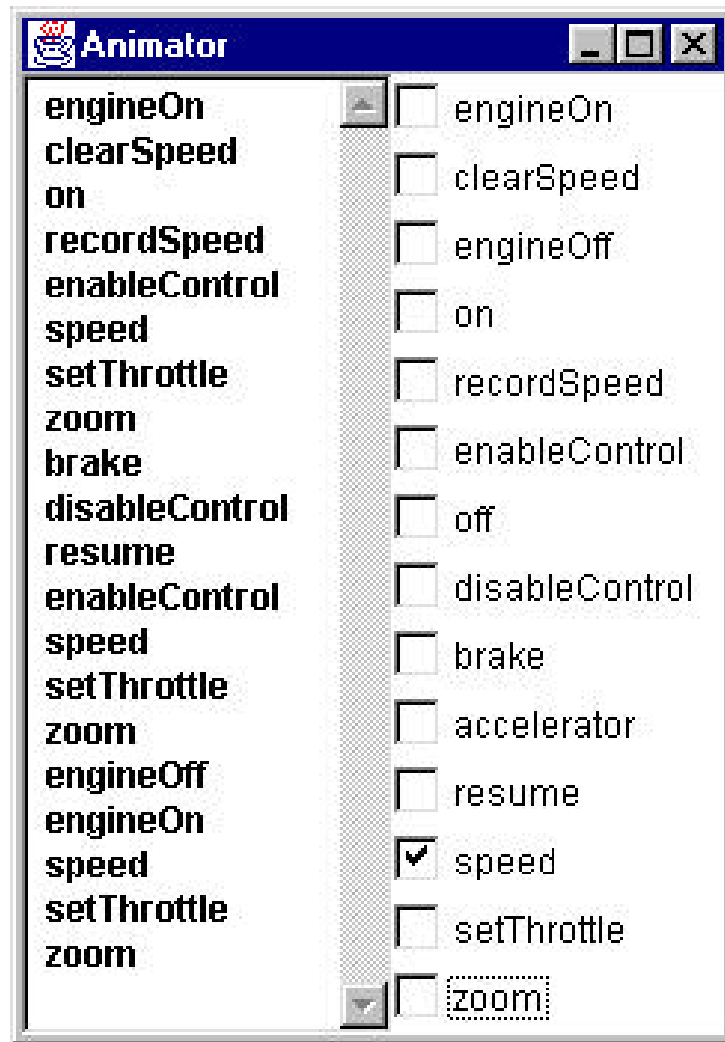 Animator
engineOn
clearSpeed
on
recordSpeed
enableControl
speed
setThrottle
zoom
brake
disableControl
resume
enableControl
speed
setThrottle
zoom
engineOff
engineOn
speed
setThrottle
zoom
engineOn
clearSpeed
engineOff
on
recordSpeed
enableControl
off
disableControl
brake
accelerator
resume
speed
setThrottle
zoom